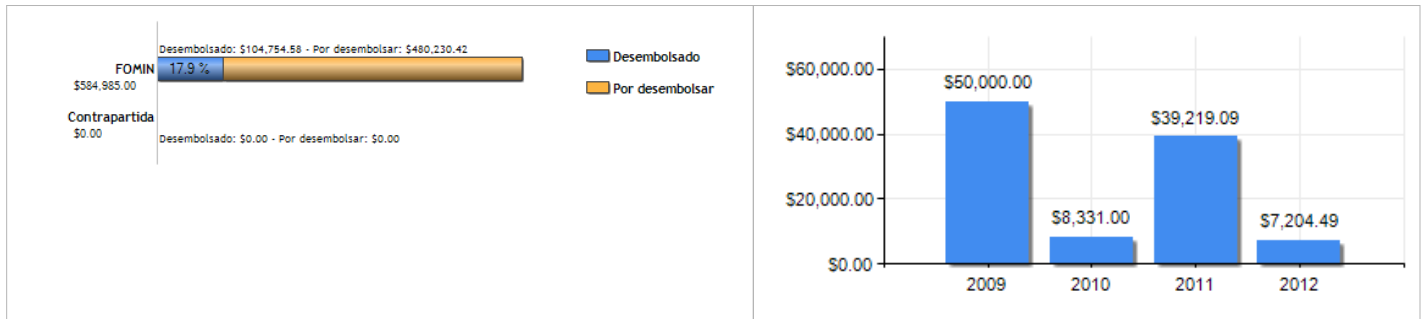 Desembolsado: $104,754.58 - Por desembolsar: $480,230.42
FOMIN
17.9 %
$584,985.00
Contrapartida
$0.00
Desembolsado: $0.00 - Por desembolsar: $0.00
Desembolsado
Por desembolsar
$60,000.00
$40,000.00
$20,000.00
$0.00
$50,000.00
$8,331.00
$39,219.09
$7,204.49
2009 2010 2011 2012